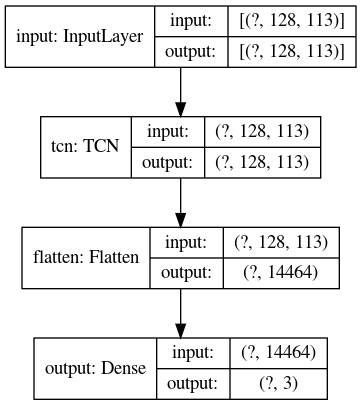 input: InputLayer
input:
[(?, 128, 113)]
output:
[(?, 128, 113)]
tcn: TCN
input:
(?, 128, 113)
output:
(?, 128, 113)
flatten: Flatten
input:
(?, 128, 113)
output:
(?, 14464)
output: Dense
input:
(?, 14464)
output:
(?, 3)